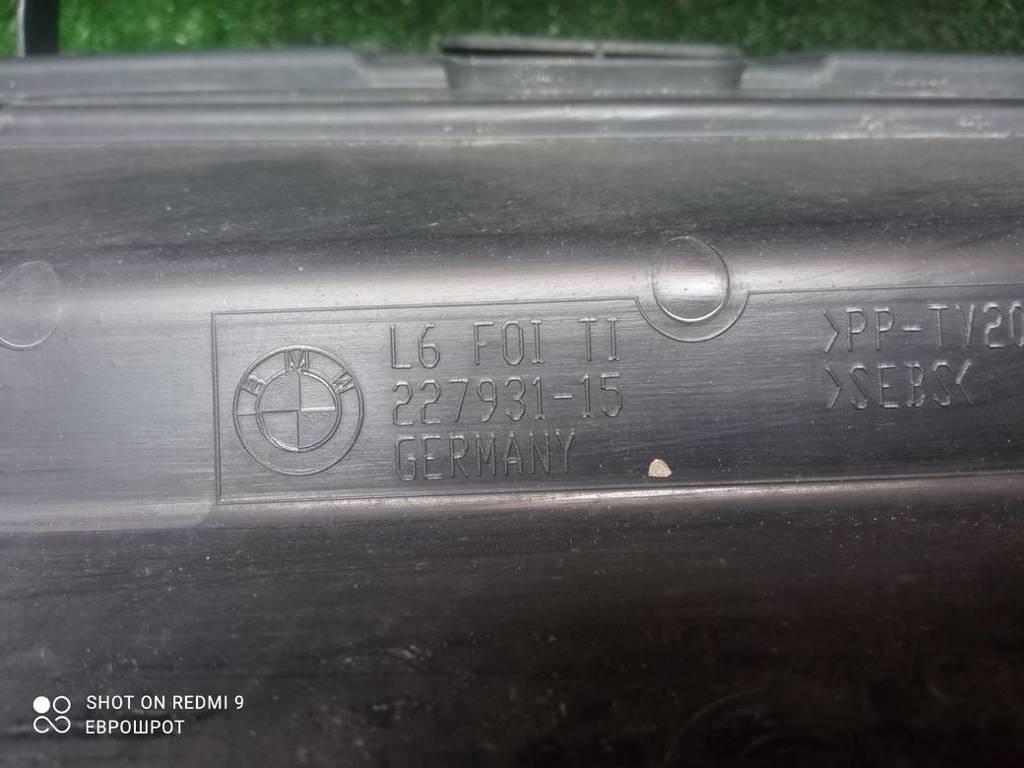 BMW
L6 F01 TI
227931-15
GERMANY
>PP-TV20
>SEBS<
SHOT ON REDMI 9
ЕВРОШРОТ